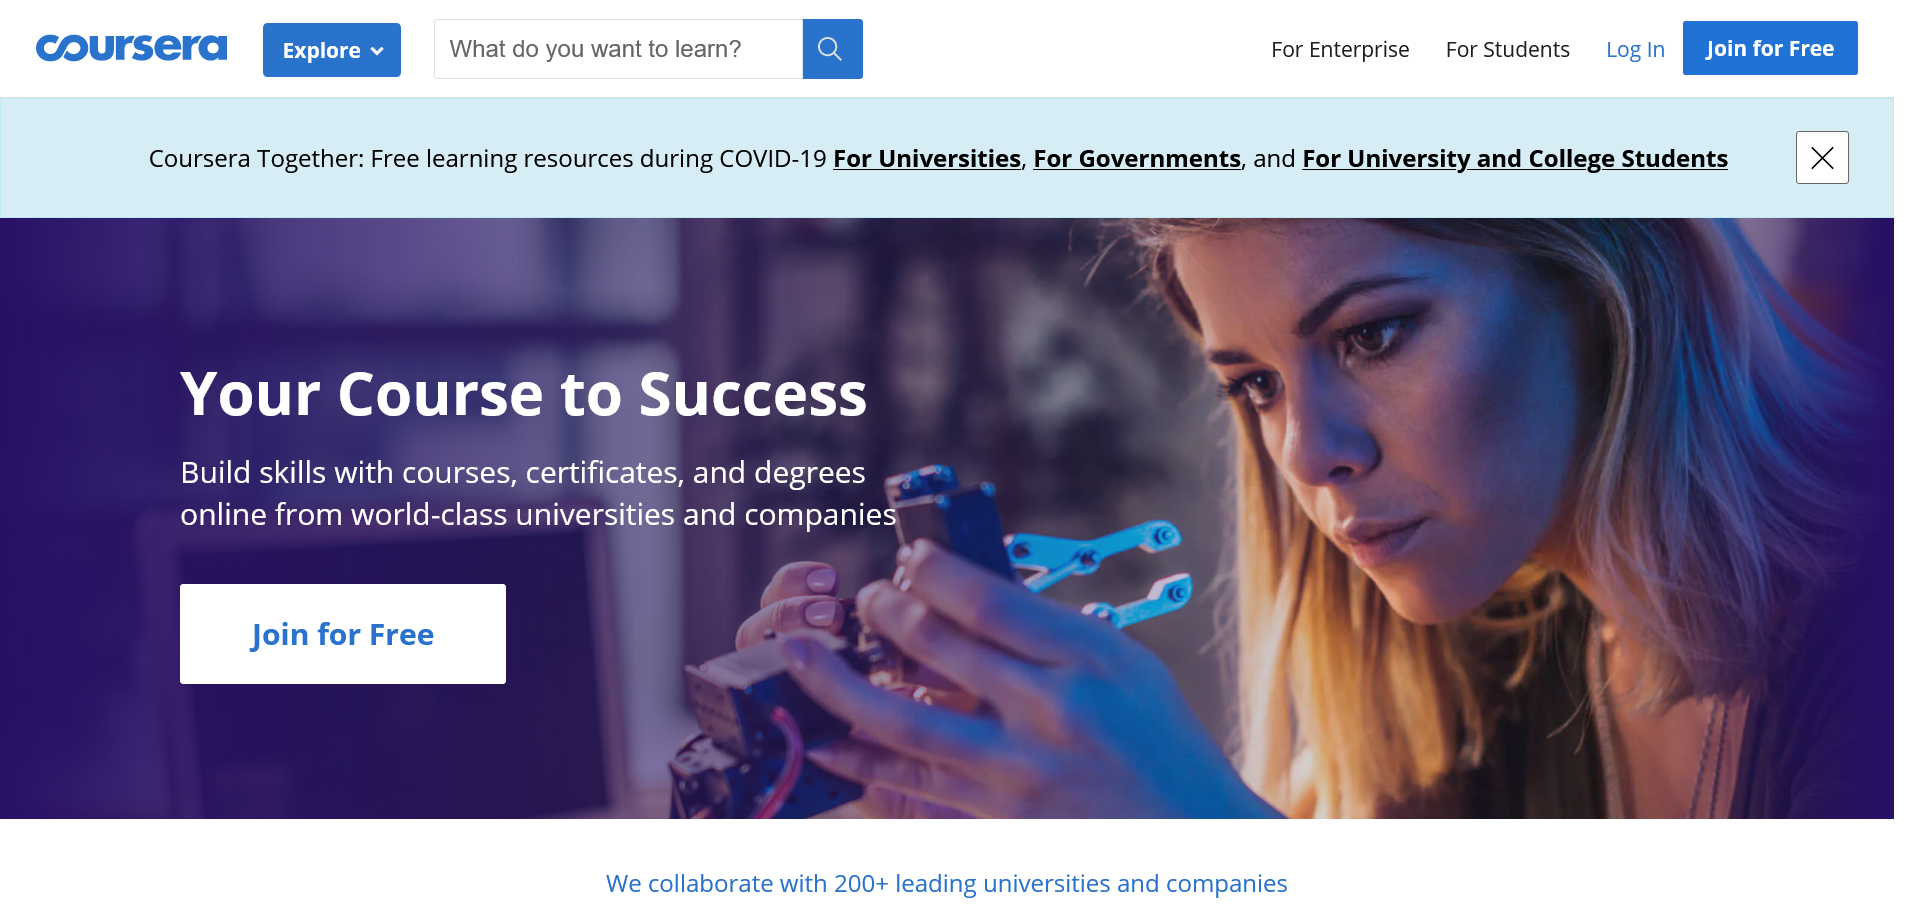 coursera
Explore
What do you want to learn?
For Enterprise
For Students
Log In
Join for Free
Coursera Together: Free learning resources during COVID-19 For Universities, For Governments, and For University and College Students
Your Course to Success
Build skills with courses, certificates, and degrees
online from world-class universities and companies
Join for Free
We collaborate with 200+ leading universities and companies